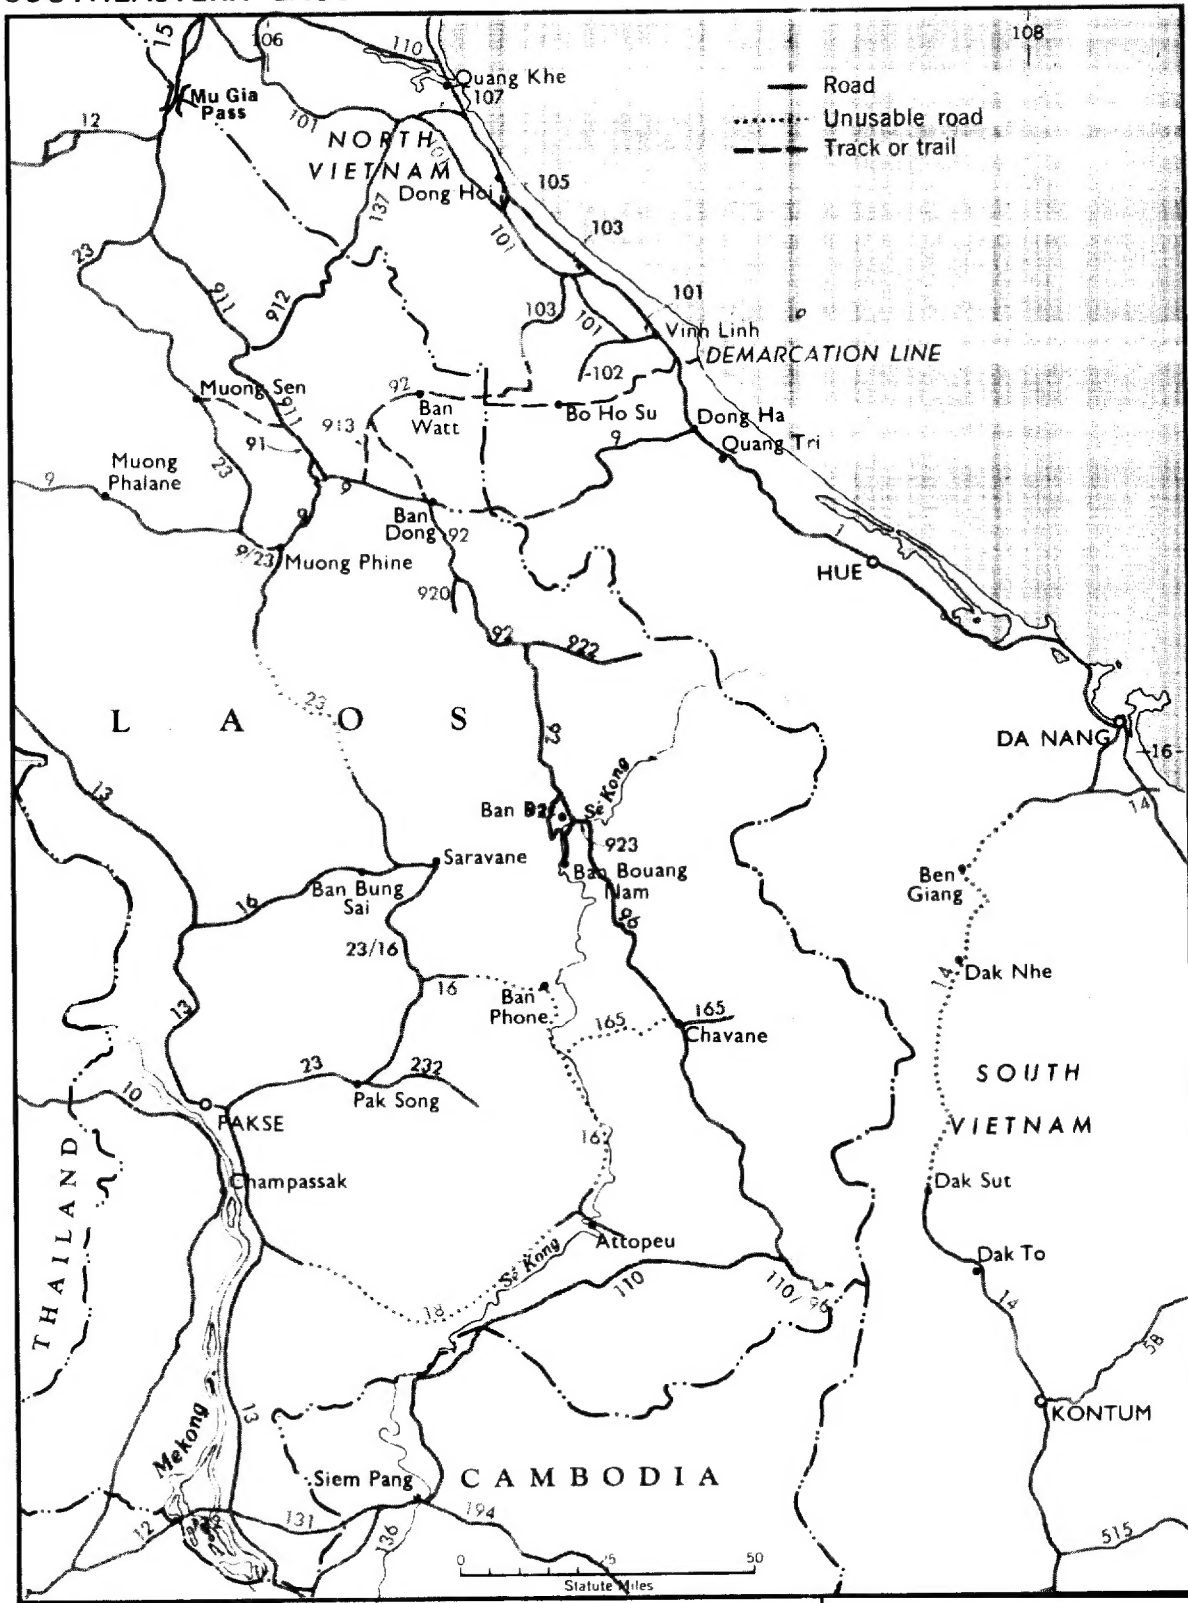 15
106
110
108
Quang Khe
107
Road
Unusable road
Track or trail
Mu Gia
Pass
12
101
NORTH
VIETNAM
101
137
Dong Hoi
105
101
103
23
911
912
103
101
101
Vinh Linh
DEMARCATION LINE
102
Muong Sen
92
Ban
Watt
Bo Ho Su
911
913
91
Dong Ha
Quang Tri
9
Muong
Phalane
9
23
9
9
Ban
Dong
92
1
9/23
Muong Phine
HUE
920
92
922
23
LAOS
92
DA NANG
16
13
Se Kong
Ban
923
14
Saravane
Ban Bouang
Nam
Ben
Giang
Ban Bung
Sai
16
96
23/16
14
Dak Nhe
16
Ban
Phone
13
165
165
Chavane
23
232
SOUTH
VIETNAM
10
Pak Song
PAKSE
THAILAND
162
Champassak
Dak Sut
Attopeu
Se Kong
Dak To
110
110/96
18
14
5B
13
KONTUM
Mekong
Siem Pang
CAMBODIA
12
131
136
194
515
0
25
50
Statute Miles